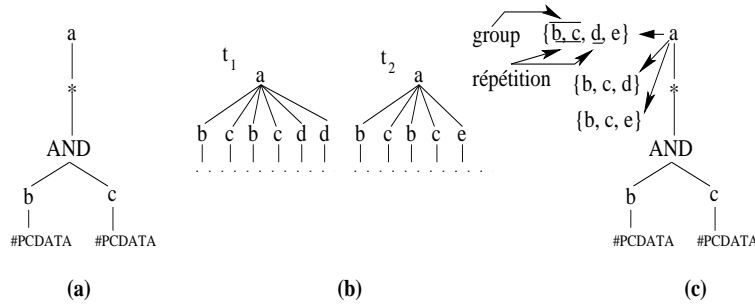 a
*
AND
b c
#PCDATA #PCDATA
(a)
t1 t2
a a
b c b c d d b c b c e
. . . . . . . . . . . . . . . . . . . . . . . . . . . . . .
(b)
group {b, c, d, e} a
répétition {b, c, d} *
{b, c, e}
AND
b c
#PCDATA #PCDATA
(c)